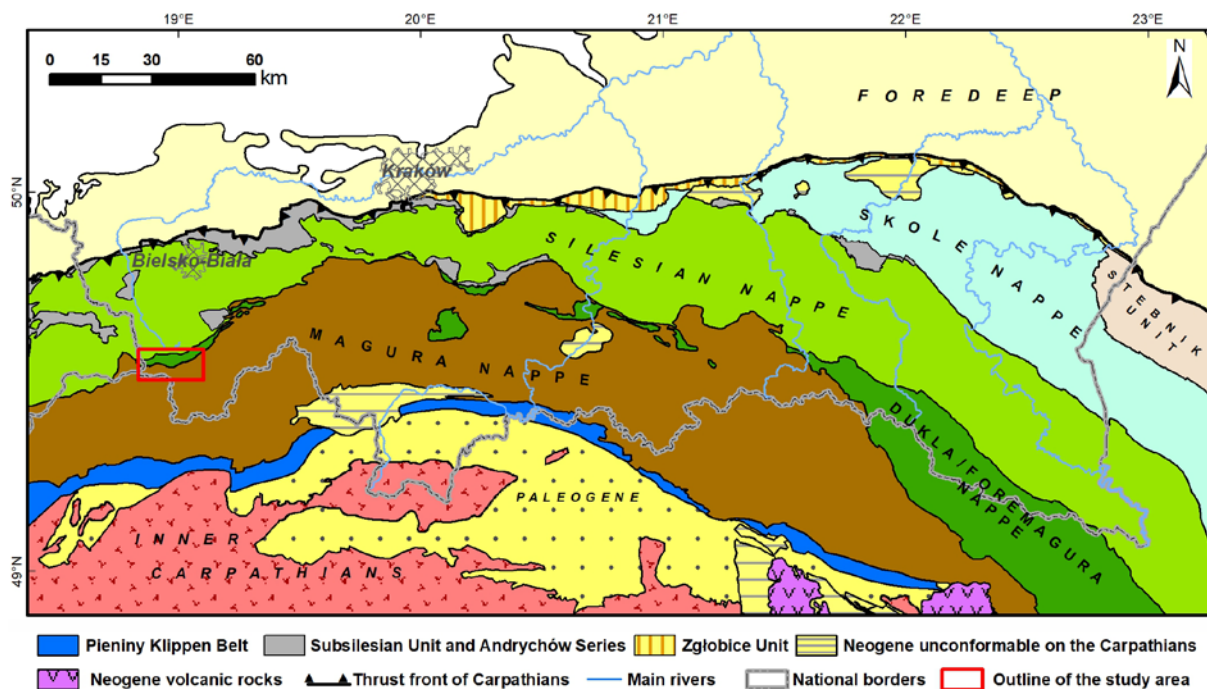 19°E 20°E 21°E 22°E 23°E
0 15 30 60
km
N
FOREDEEP
50°N
Kraków
SKOLE NAPPE
Bielsko-Biala
SILESIAN NAPPE
STEBNIK
UNIT
MAGURA NAPPE
DUKLA/FOREMAGURA
NAPPE
PALEOGENE
INNER
CARPATHIANS
49°N
Pieniny Klippen Belt Subsilesian Unit and Andrychów Series Zgłobice Unit Neogene unconformable on the Carpathians
Neogene volcanic rocks Thrust front of Carpathians Main rivers National borders Outline of the study area